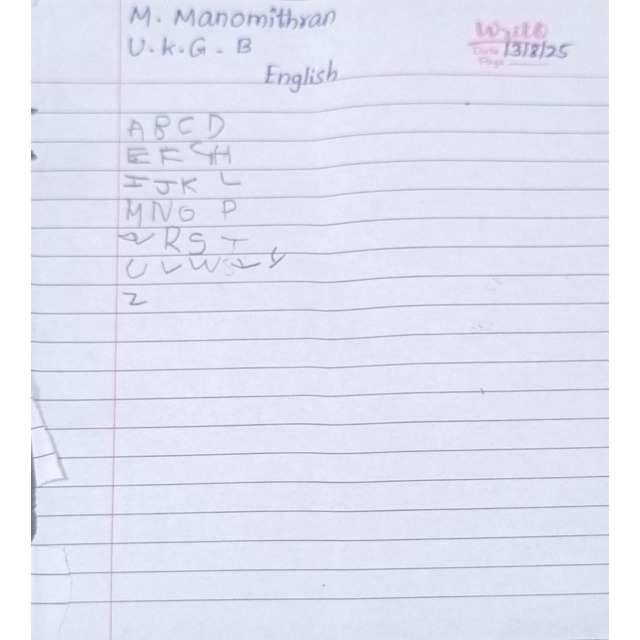 M. Manomithran
U.K.G - B
Write
Date 13/8/25
Page
English
A B C D
E F G H
I J K L
M N O P
Q R S T
U V W X Y
Z